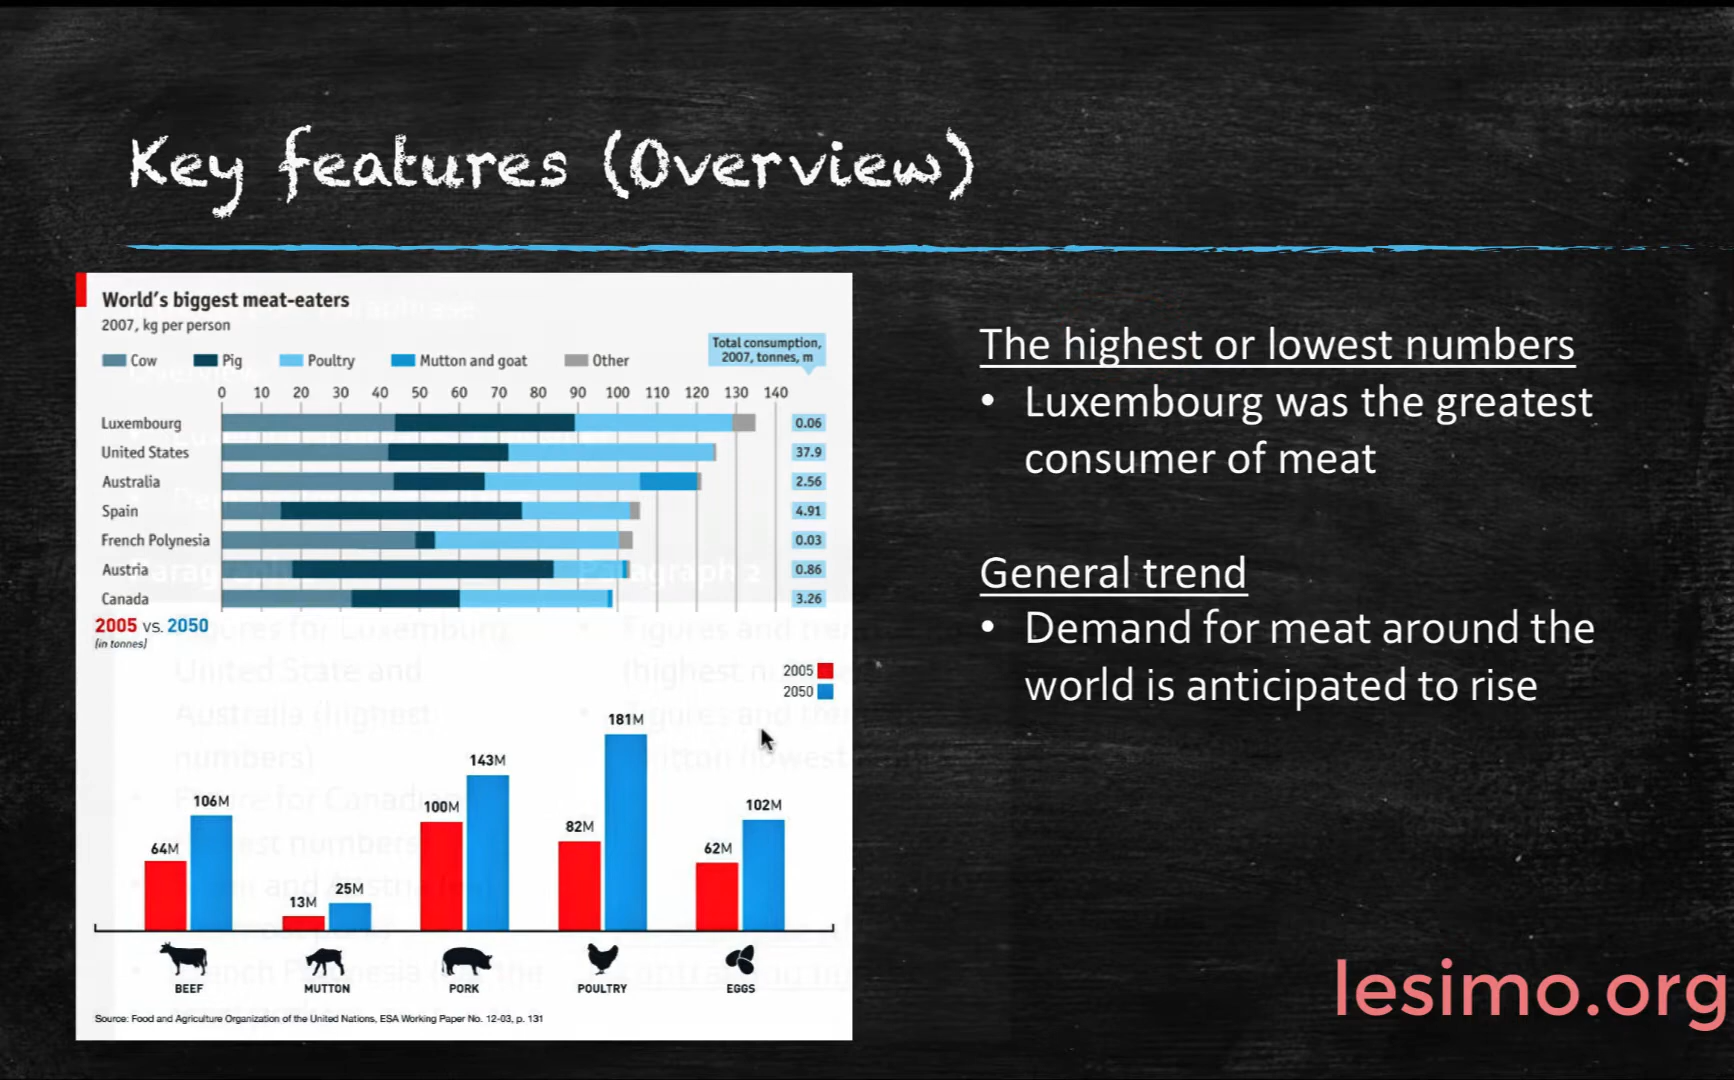 Key features (Overview)
World's biggest meat-eaters
2007, kg per person
Total consumption,
2007, tonnes, m
Cow Pig Poultry Mutton and goat Other
0 10 20 30 40 50 60 70 80 90 100 110 120 130 140
Luxembourg 0.06
United States 37.9
Australia 2.56
Spain 4.91
French Polynesia 0.03
Austria 0.86
Canada 3.26
2005 VS. 2050
(in tonnes)
2005
2050
64M 106M 13M 25M 100M 143M 82M 181M 62M 102M
BEEF MUTTON PORK POULTRY EGGS
Source: Food and Agriculture Organization of the United Nations, ESA Working Paper No. 12-03, p. 131
The highest or lowest numbers
• Luxembourg was the greatest
consumer of meat
General trend
• Demand for meat around the
world is anticipated to rise
lesimo.org